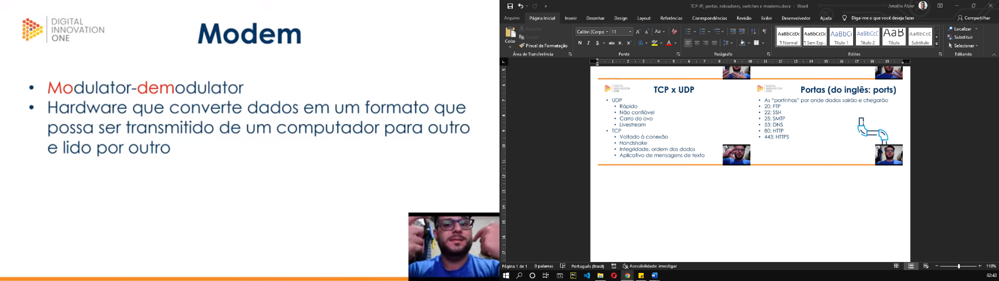 DIGITAL
INNOVATION
ONE
Modem
Modulator-demodulator
Hardware que converte dados em um formato que
possa ser transmitido de um computador para outro
e lido por outro
TCP-IP, portas, roteadores, switches e modems.docx - Word
Jorzélio Alzier
Arquivo
Página Inicial
Inserir
Desenhar
Design
Layout
Referências
Correspondências
Revisão
Exibir
Desenvolvedor
Ajuda
Diga-me o que você deseja fazer
Compartilhar
Colar
Recortar
Copiar
Pincel de Formatação
Área de Transferência
Calibri (Corpo)
11
N I S abc x₂ x²
Fonte
Parágrafo
AaBbCcDc
¶ Normal
AaBbCcDc
¶ Sem Esp...
AaBbC
Título 1
AaBbCcC
Título 2
AaB
Título
AaBbCcD
Subtítulo
Estilos
Localizar
Substituir
Selecionar
Editando
DIGITAL
INNOVATION
ONE
TCP x UDP
UDP
Rápido
Não confiável
Carro do ovo
Livestream
TCP
Voltado à conexão
Handshake
Integridade, ordem dos dados
Aplicativo de mensagens de texto
DIGITAL
INNOVATION
ONE
Portas (do inglês: ports)
As “portinhas” por onde dados sairão e chegarão
20: FTP
22: SSH
25: SMTP
53: DNS
80: HTTP
443: HTTPS
Página 1 de 1
0 palavras
Português (Brasil)
Acessibilidade: investigar
110%
02:43